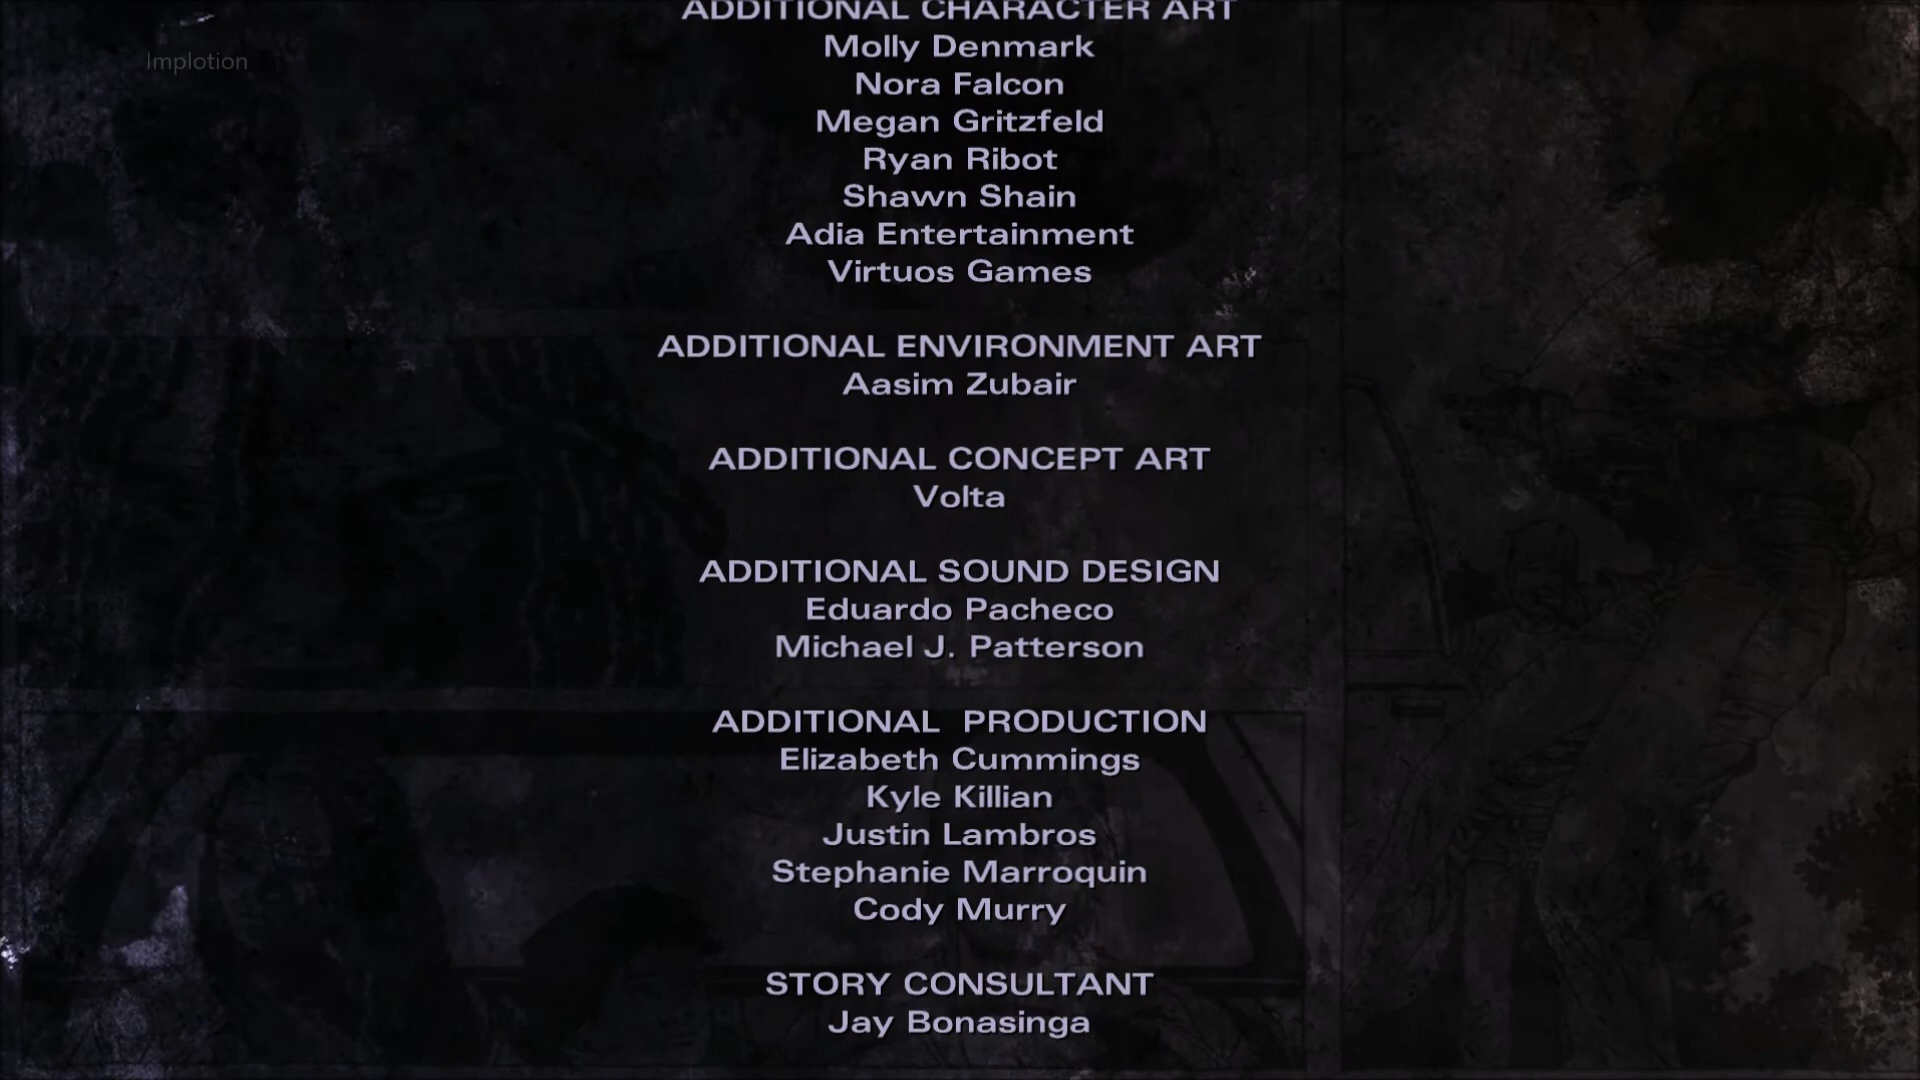 ADDITIONAL CHARACTER ART
Implotion
Molly Denmark
Nora Falcon
Megan Gritzfeld
Ryan Ribot
Shawn Shain
Adia Entertainment
Virtuos Games
ADDITIONAL ENVIRONMENT ART
Aasim Zubair
ADDITIONAL CONCEPT ART
Volta
ADDITIONAL SOUND DESIGN
Eduardo Pacheco
Michael J. Patterson
ADDITIONAL  PRODUCTION
Elizabeth Cummings
Kyle Killian
Justin Lambros
Stephanie Marroquin
Cody Murry
STORY CONSULTANT
Jay Bonasinga